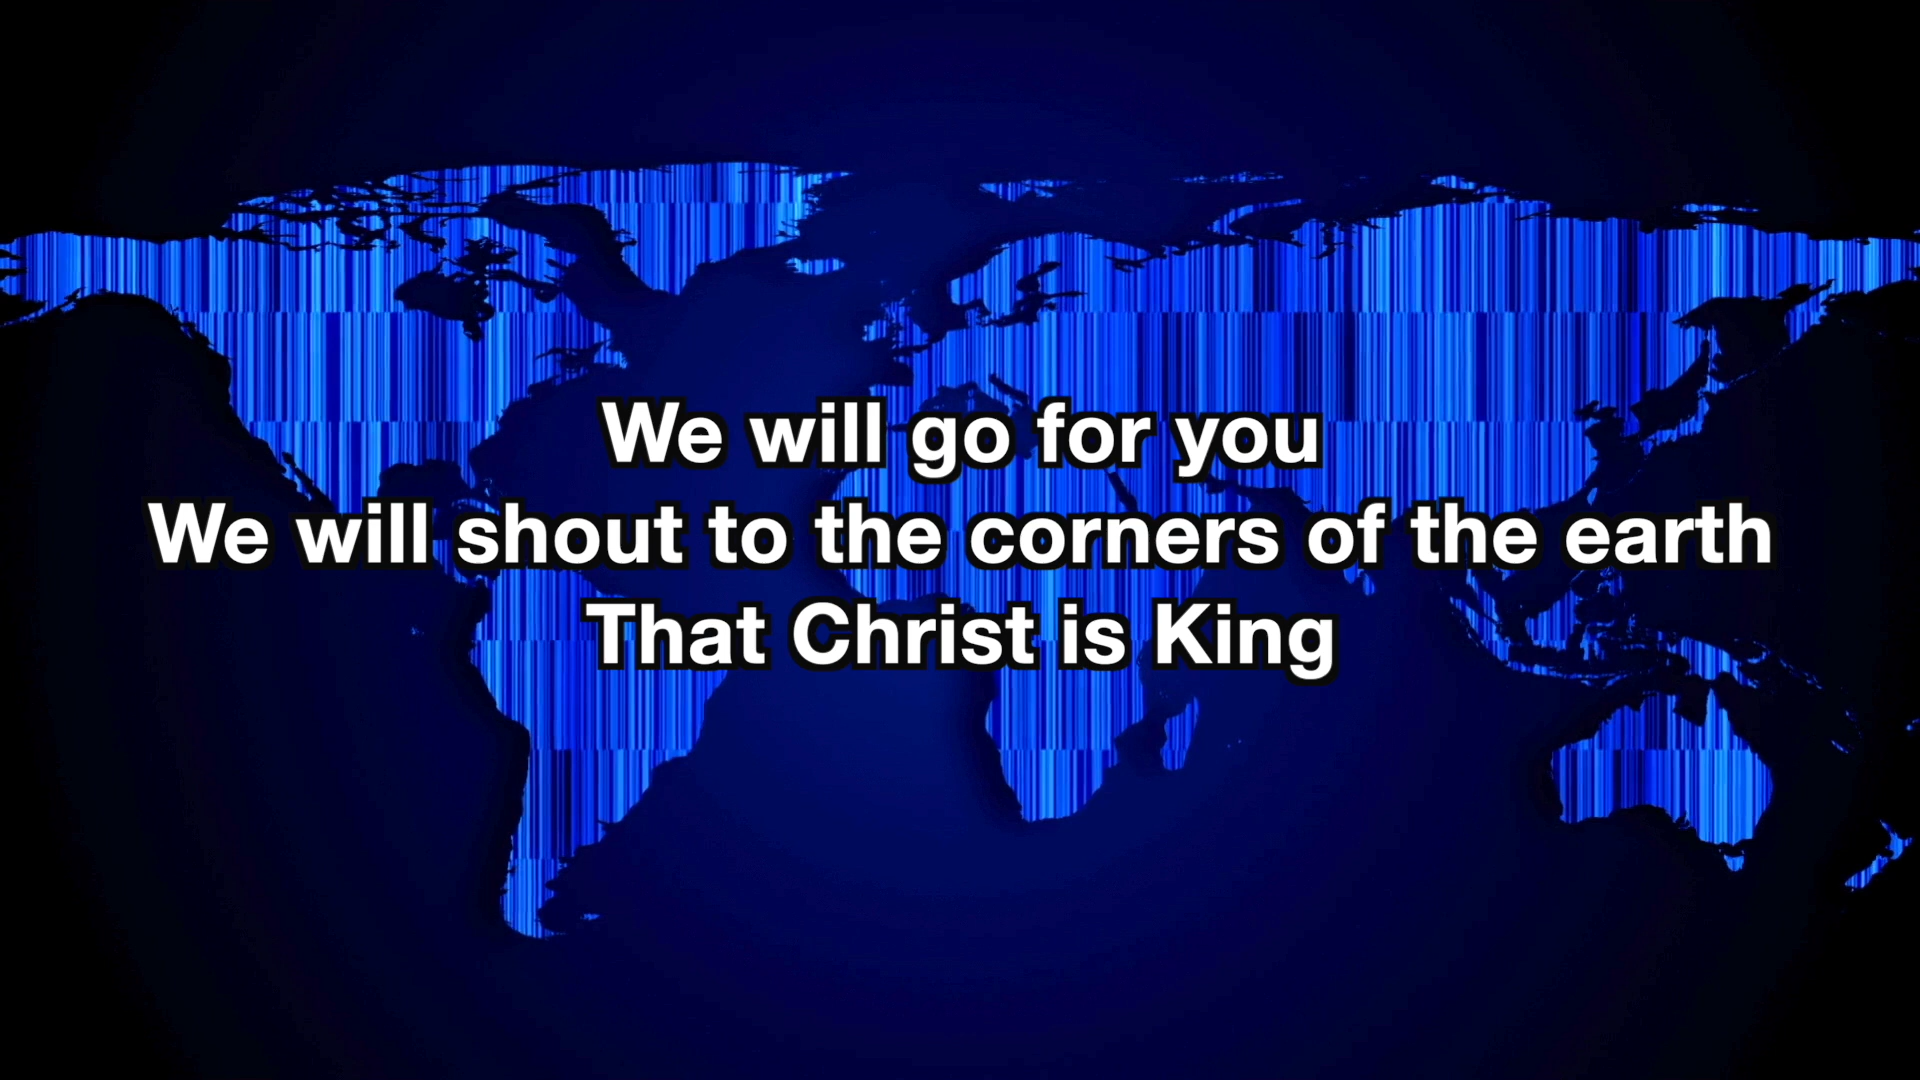 We will go for you
We will shout to the corners of the earth
That Christ is King